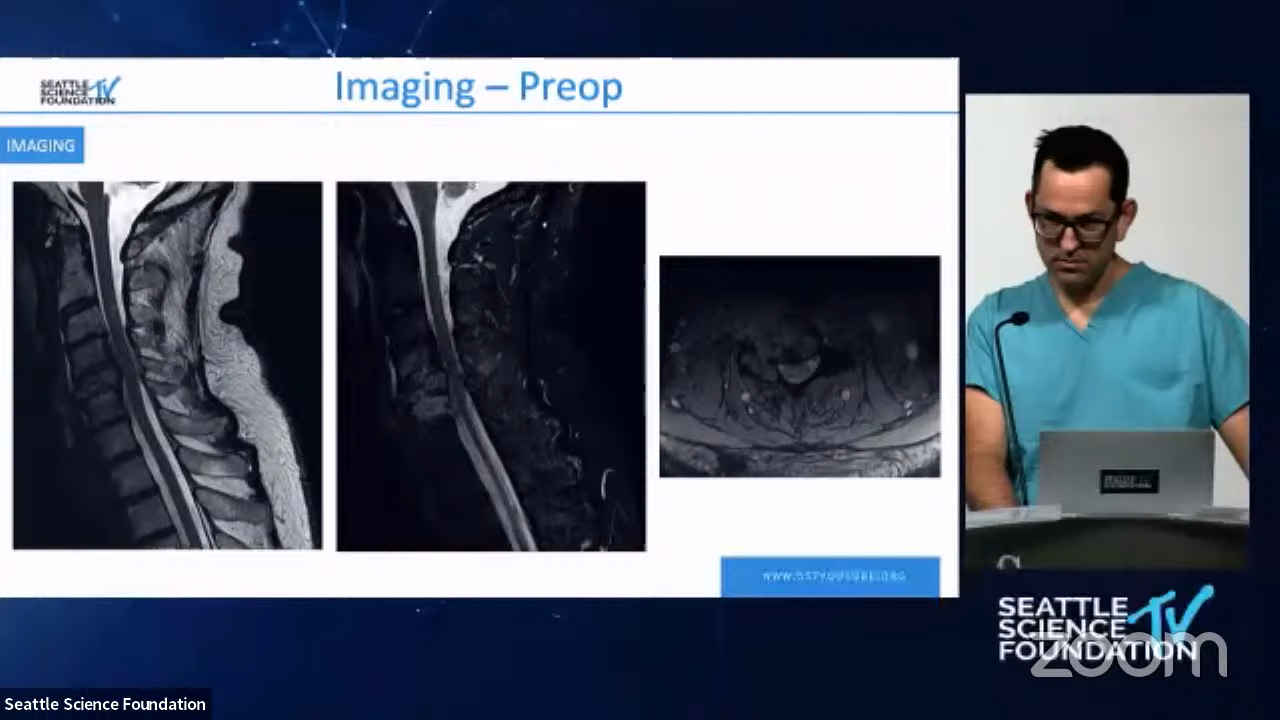 SEATTLE
SCIENCE TV
FOUNDATION
Imaging – Preop
IMAGING
SEATTLE
SCIENCE TV
FOUNDATION
zoom
Seattle Science Foundation